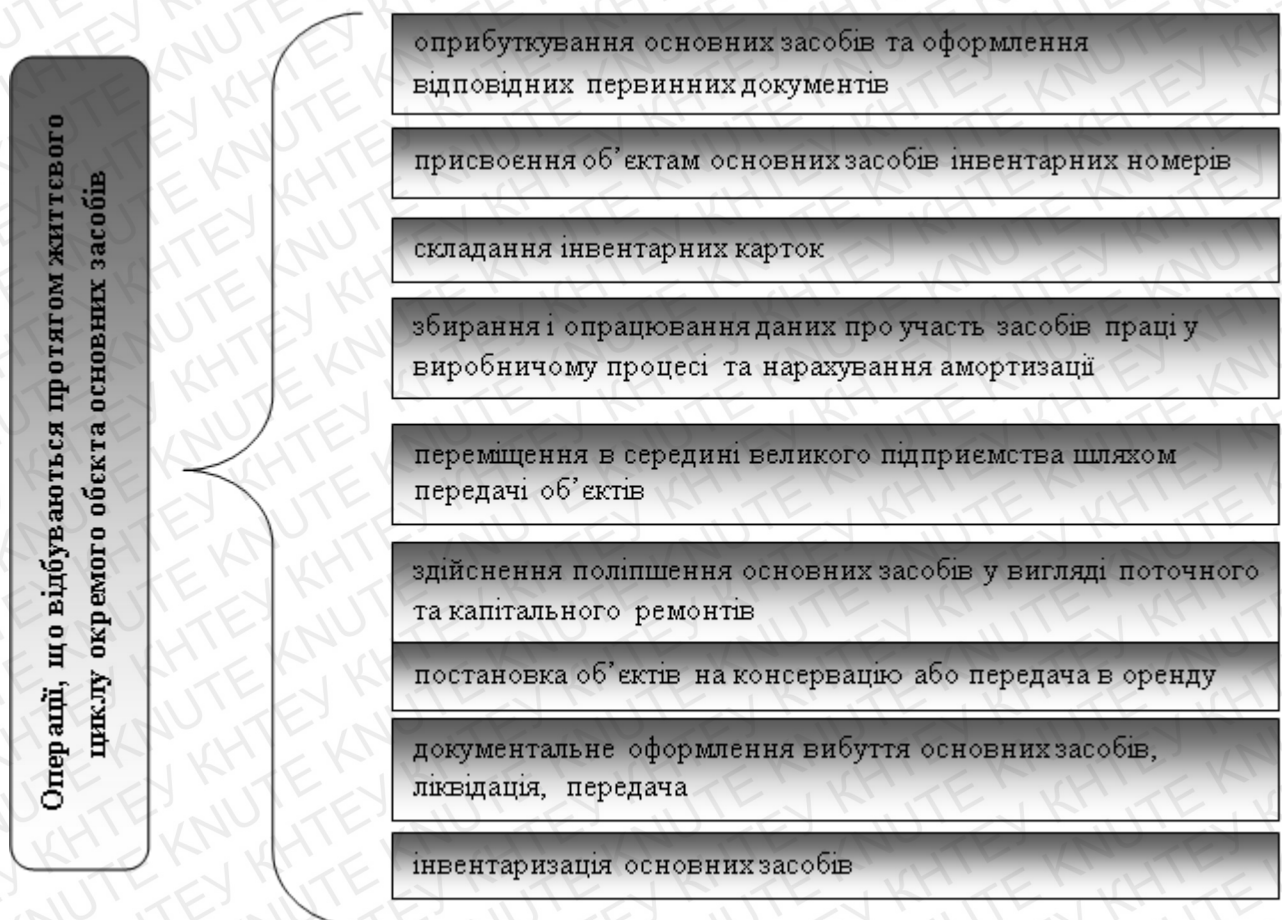 Операції, що відбуваються протягом життєвого
циклу окремого обєкта основних засобів
оприбуткування основних засобів та оформлення
відповідних первинних документів
присвоєння об’єктам основних засобів інвентарних номерів
складання інвентарних карток
збирання і опрацювання даних про участь засобів праці у
виробничому процесі та нарахування амортизації
переміщення в середині великого підприємства шляхом
передачі об’єктів
здійснення поліпшення основних засобів у вигляді поточного
та капітального ремонтів
постановка об’єктів на консервацію або передача в оренду
документальне оформлення вибуття основних засобів,
ліквідація, передача
інвентаризація основних засобів